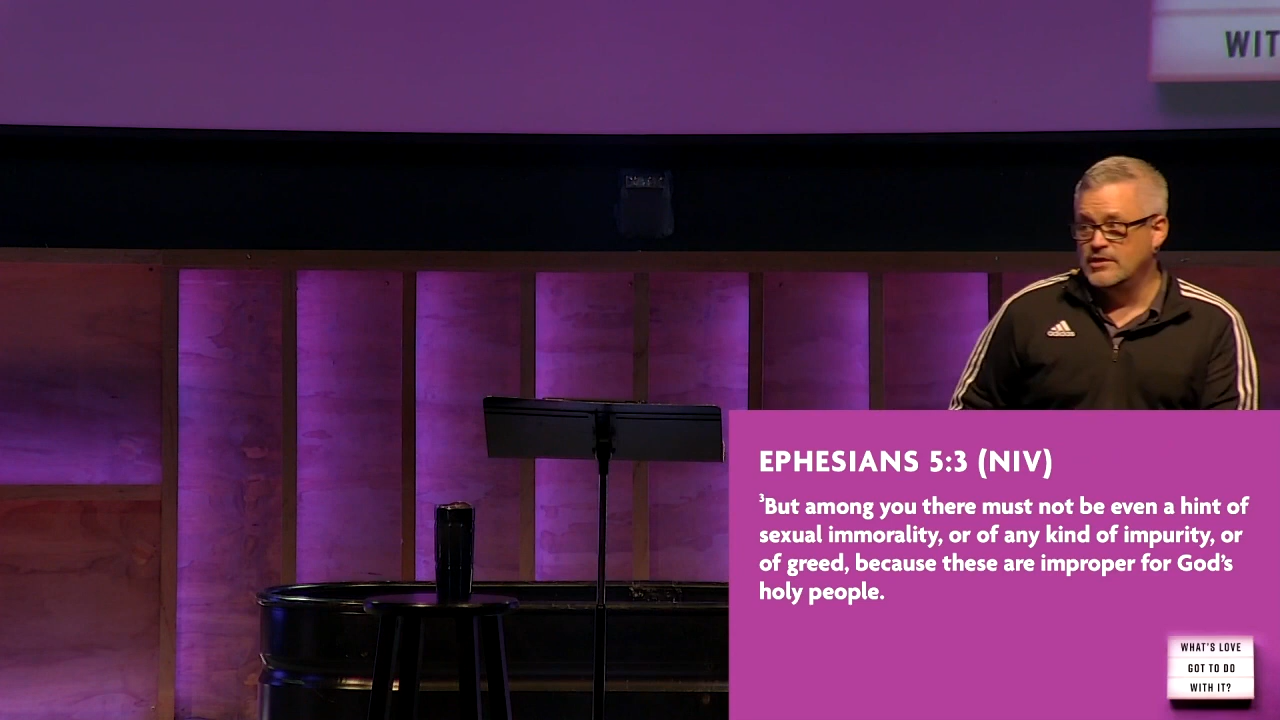 WIT
adidas
EPHESIANS 5:3 (NIV)
³But among you there must not be even a hint of
sexual immorality, or of any kind of impurity, or
of greed, because these are improper for God's
holy people.
WHAT'S LOVE
GOT TO DO
WITH IT?